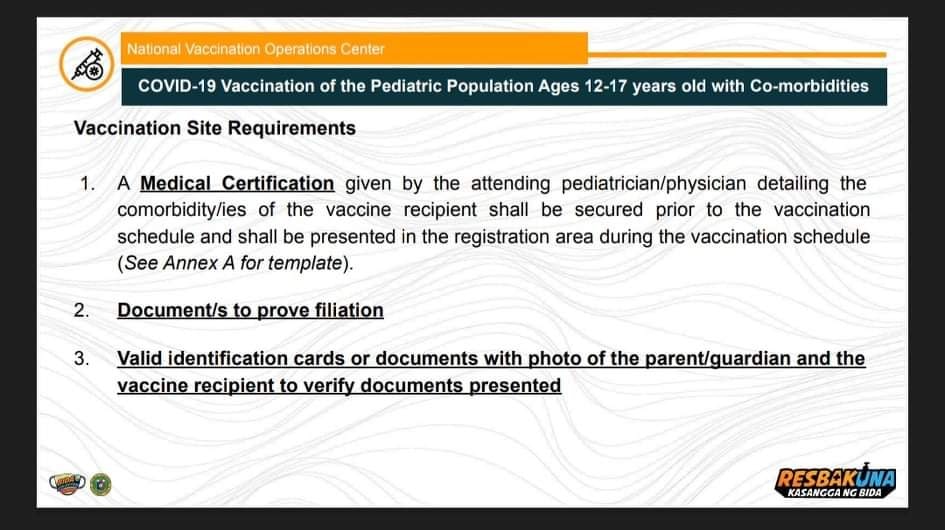 National Vaccination Operations Center
COVID-19 Vaccination of the Pediatric Population Ages 12-17 years old with Co-morbidities
Vaccination Site Requirements
1. A Medical Certification given by the attending pediatrician/physician detailing the
comorbidity/ies of the vaccine recipient shall be secured prior to the vaccination
schedule and shall be presented in the registration area during the vaccination schedule
(See Annex A for template).
2. Document/s to prove filiation
3. Valid identification cards or documents with photo of the parent/guardian and the
vaccine recipient to verify documents presented
RESBAKUNA
KASANGGA NG BIDA